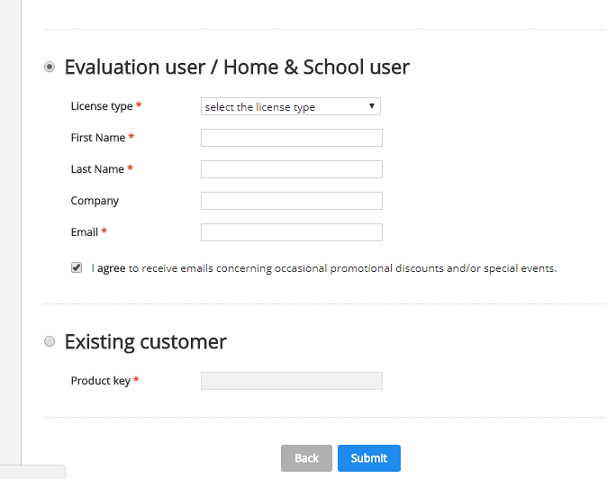 Evaluation user / Home & School user
License type *
select the license type
First Name *
Last Name *
Company
Email *
I agree to receive emails concerning occasional promotional discounts and/or special events.
Existing customer
Product key *
Back
Submit